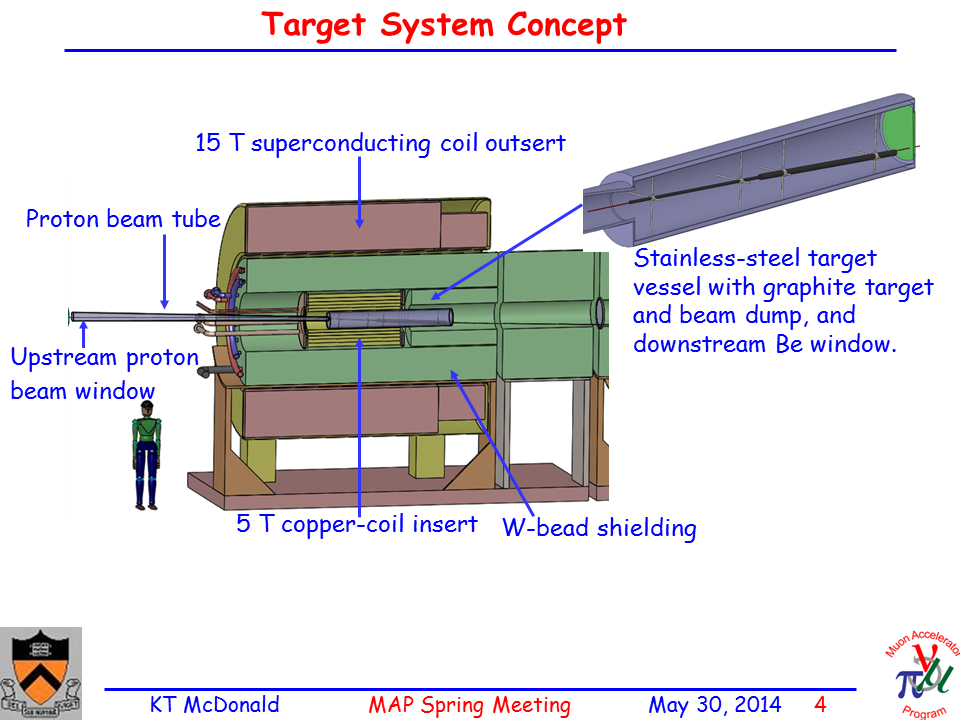 Target System Concept
15 T superconducting coil outsert
Proton beam tube
Stainless-steel target
vessel with graphite target
and beam dump, and
downstream Be window.
Upstream proton
beam window
5 T copper-coil insert
W-bead shielding
KT McDonald MAP Spring Meeting May 30, 2014 4
Muon Accelerator
Program